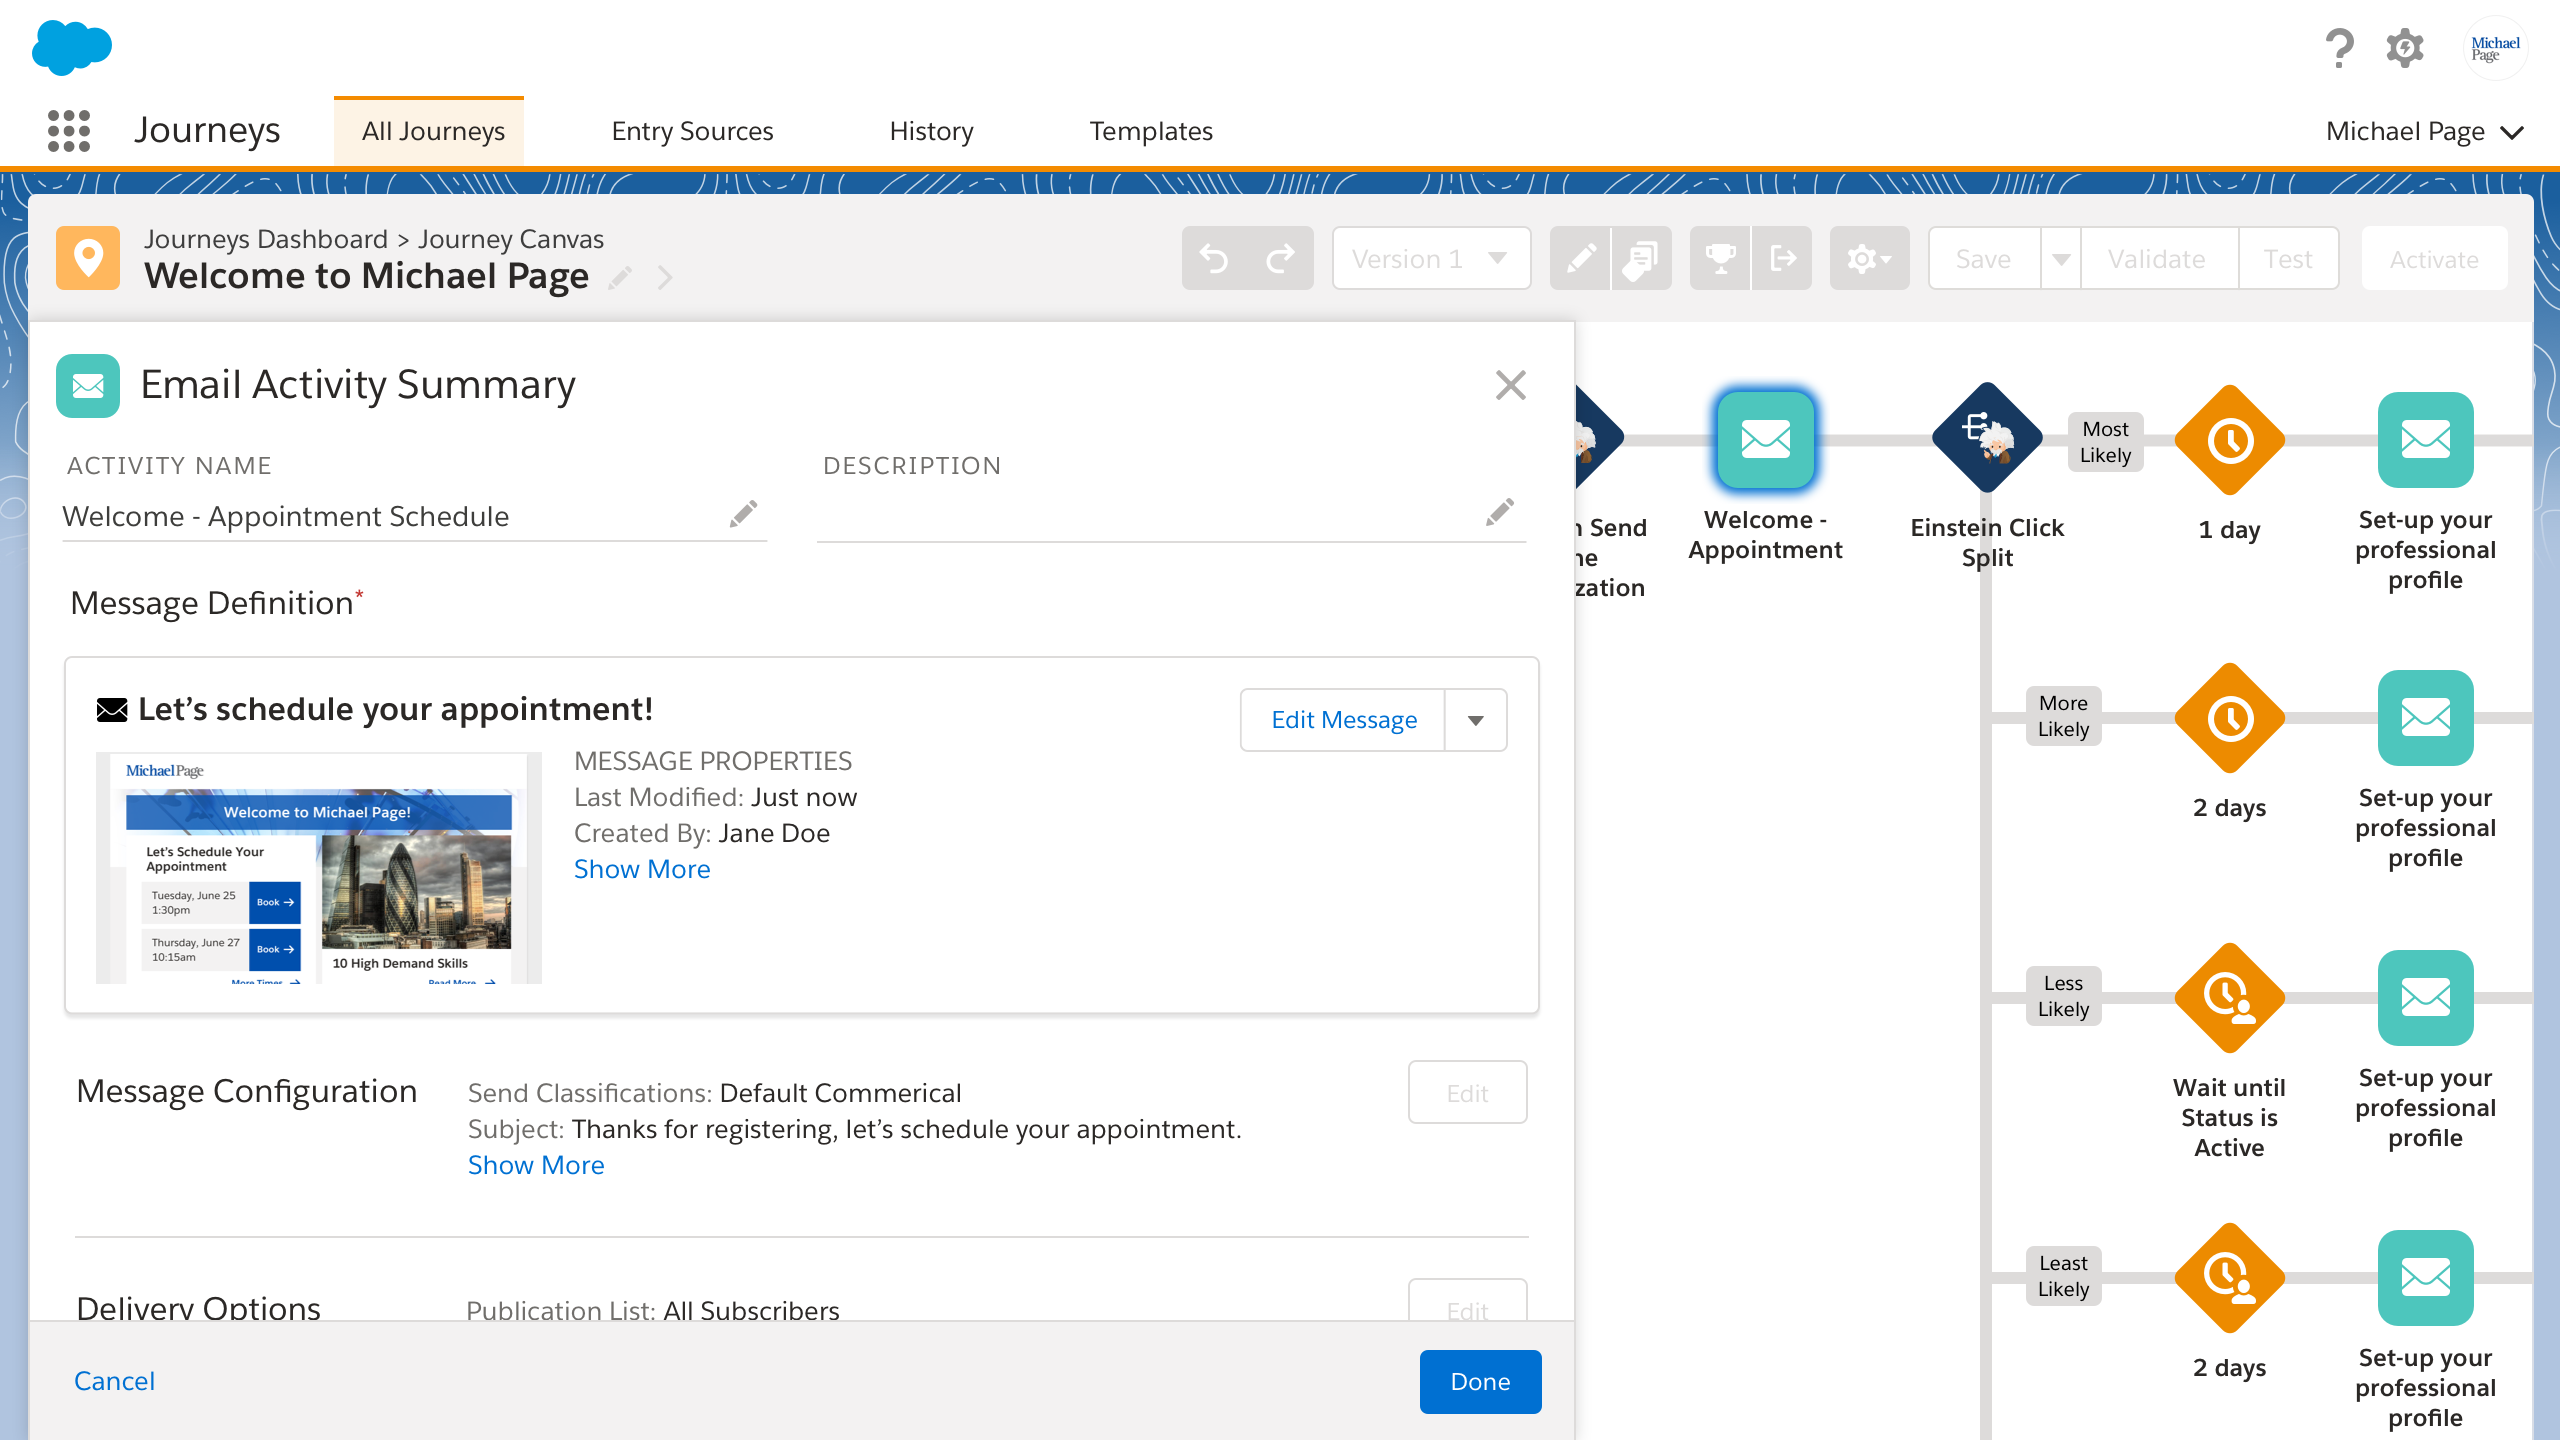 Michael
Page
Journeys
All Journeys
Entry Sources
History
Templates
Michael Page
Journeys Dashboard > Journey Canvas
Welcome to Michael Page
Version 1
Save
Validate
Test
Activate
Email Activity Summary
ACTIVITY NAME
DESCRIPTION
Welcome - Appointment Schedule
Message Definition*
Let’s schedule your appointment!
Edit Message
MESSAGE PROPERTIES
Last Modified: Just now
Created By: Jane Doe
Show More
Michael Page
Welcome to Michael Page!
Let’s Schedule Your
Appointment
Tuesday, June 25
1:30pm
Book
Thursday, June 27
10:15am
Book
More Times
10 High Demand Skills
Read More
Message Configuration
Send Classifications: Default Commerical
Subject: Thanks for registering, let’s schedule your appointment.
Show More
Edit
Delivery Options
Publication List: All Subscribers
Edit
Cancel
Done
Send
Welcome -
Appointment
Einstein Click
Split
Most
Likely
1 day
Set-up your
professional
profile
More
Likely
2 days
Set-up your
professional
profile
Less
Likely
Wait until
Status is
Active
Set-up your
professional
profile
Least
Likely
2 days
Set-up your
professional
profile